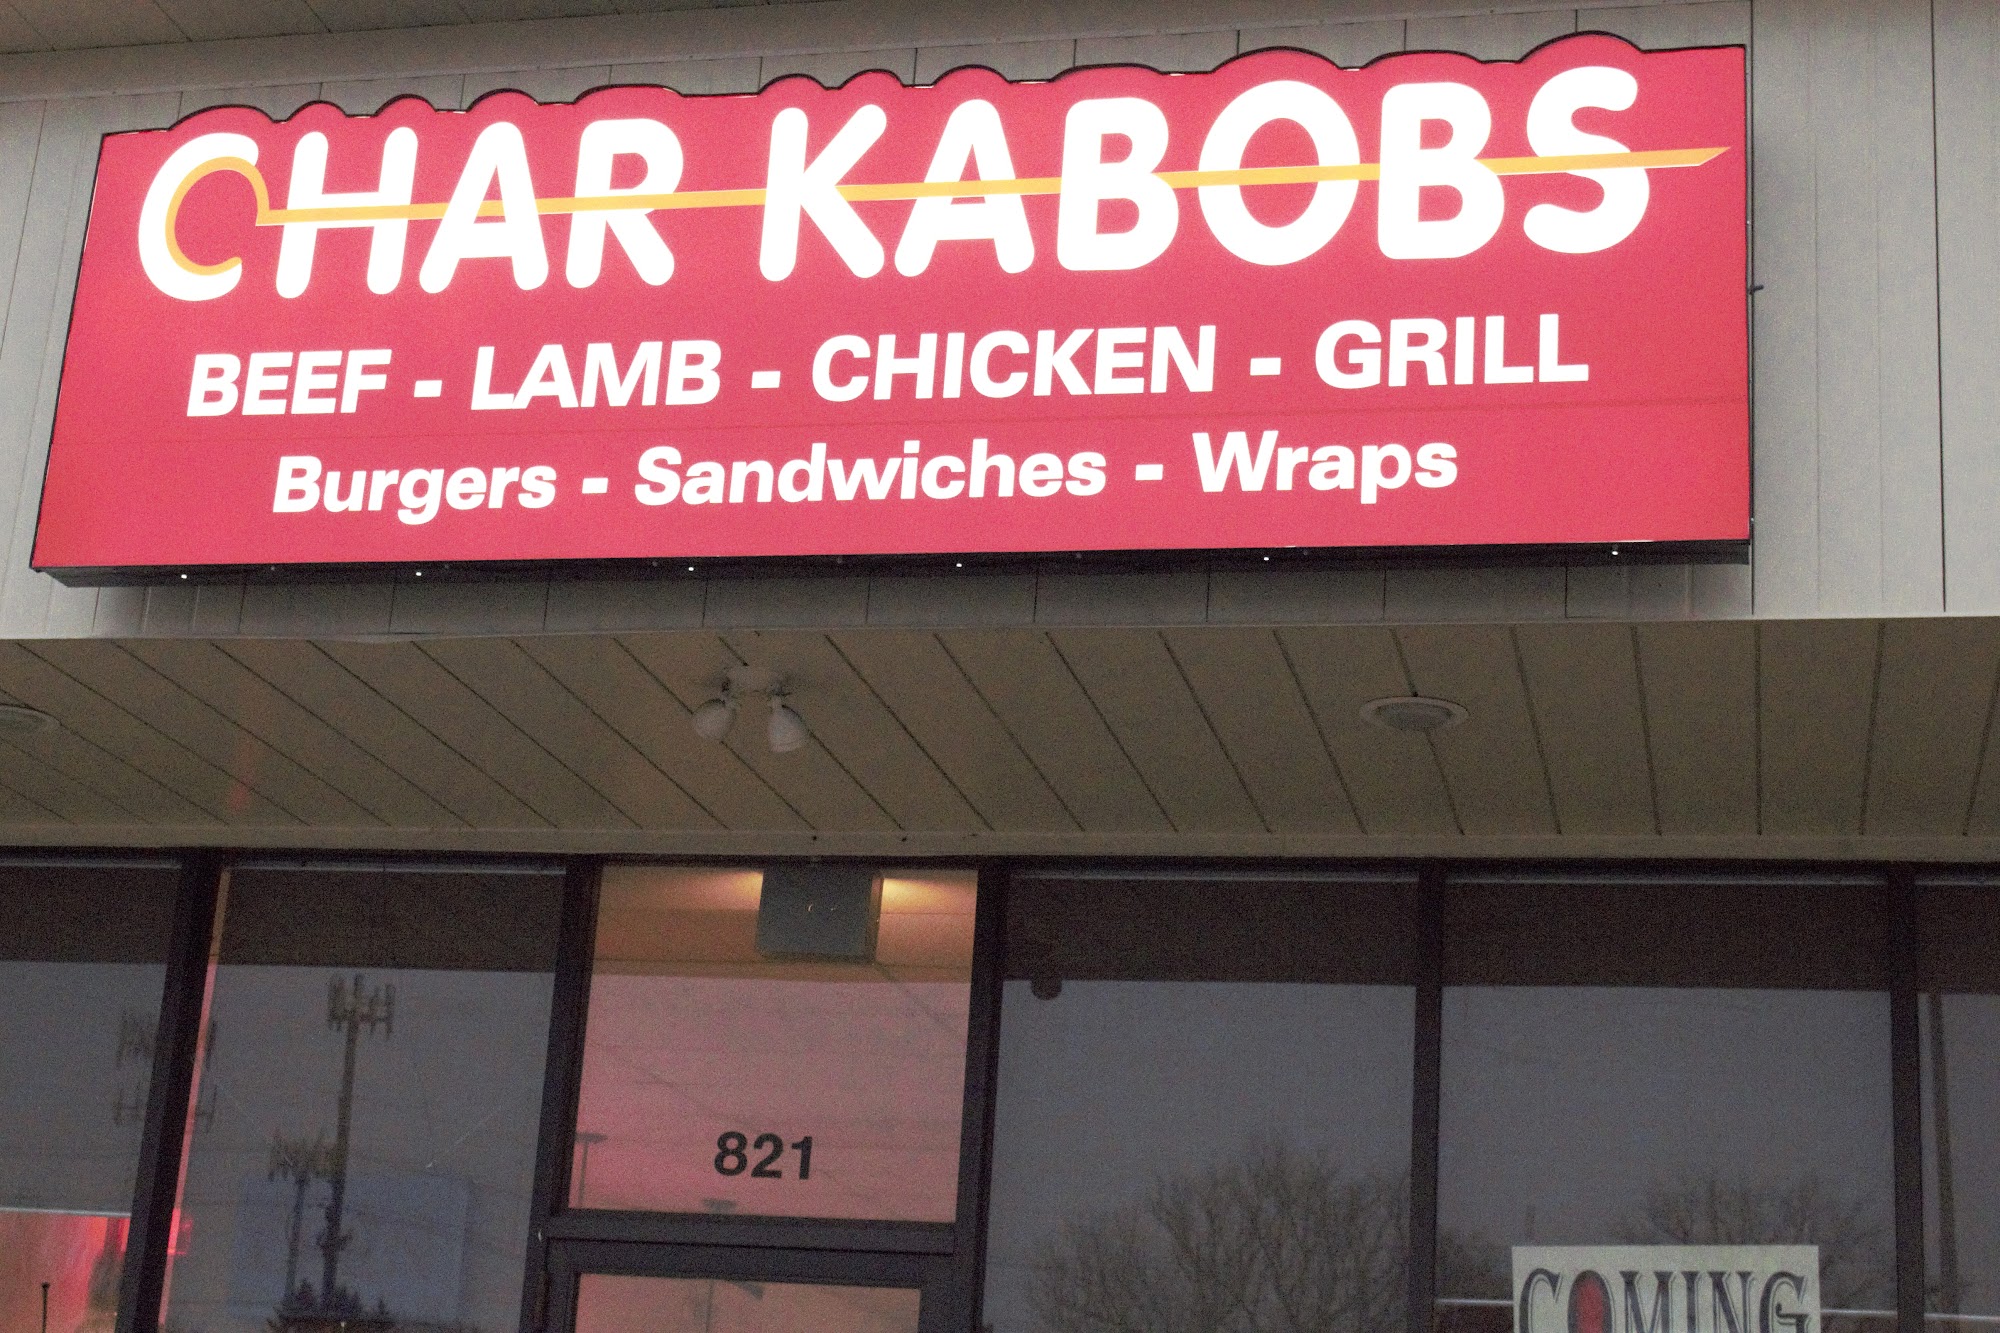 CHAR KABOBS
BEEF - LAMB - CHICKEN - GRILL
Burgers - Sandwiches - Wraps
821
COMING